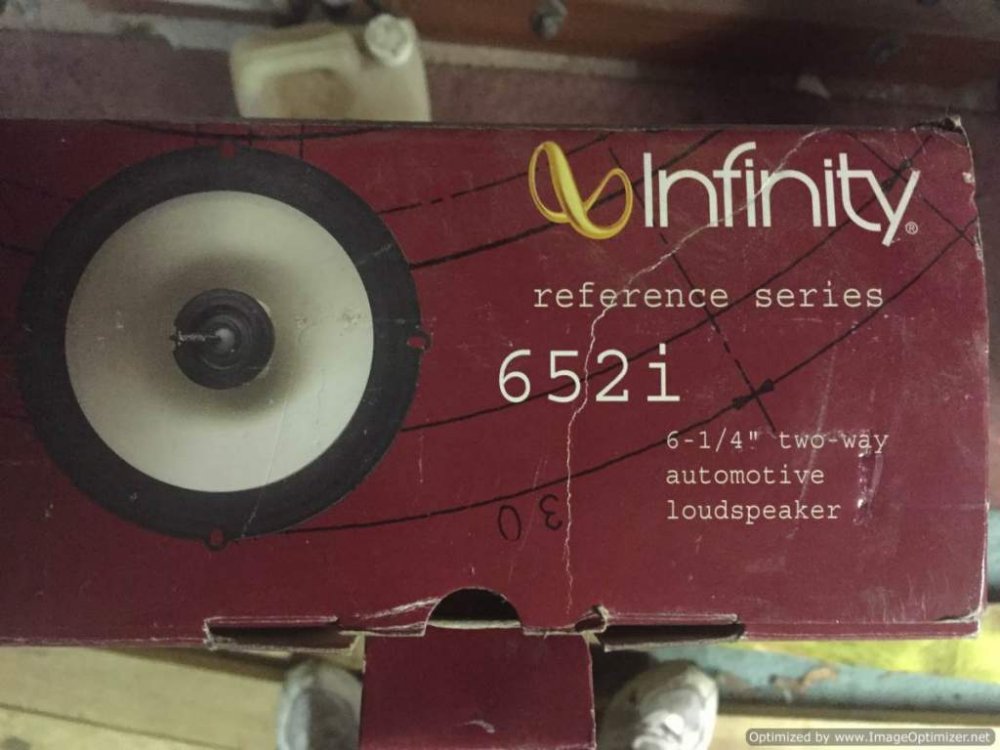 Infinity®
reference series
652i
6-1/4" two-way
automotive
loudspeaker
30
Optimized by www.ImageOptimizer.net